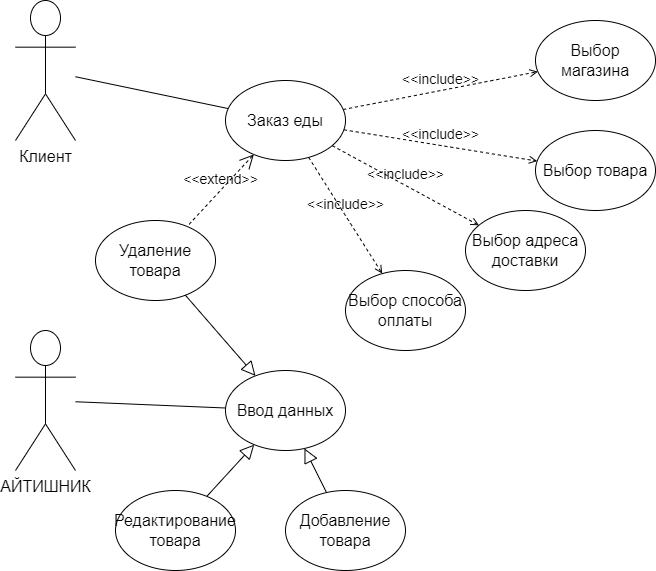 Выбор
магазина
<<include>>
Заказ еды
<<include>>
Клиент
Выбор товара
<<include>>
<<extend>>
<<include>>
Выбор адреса
доставки
Удаление
товара
Выбор способа
оплаты
Ввод данных
АЙТИШНИК
Редактирование
товара
Добавление
товара